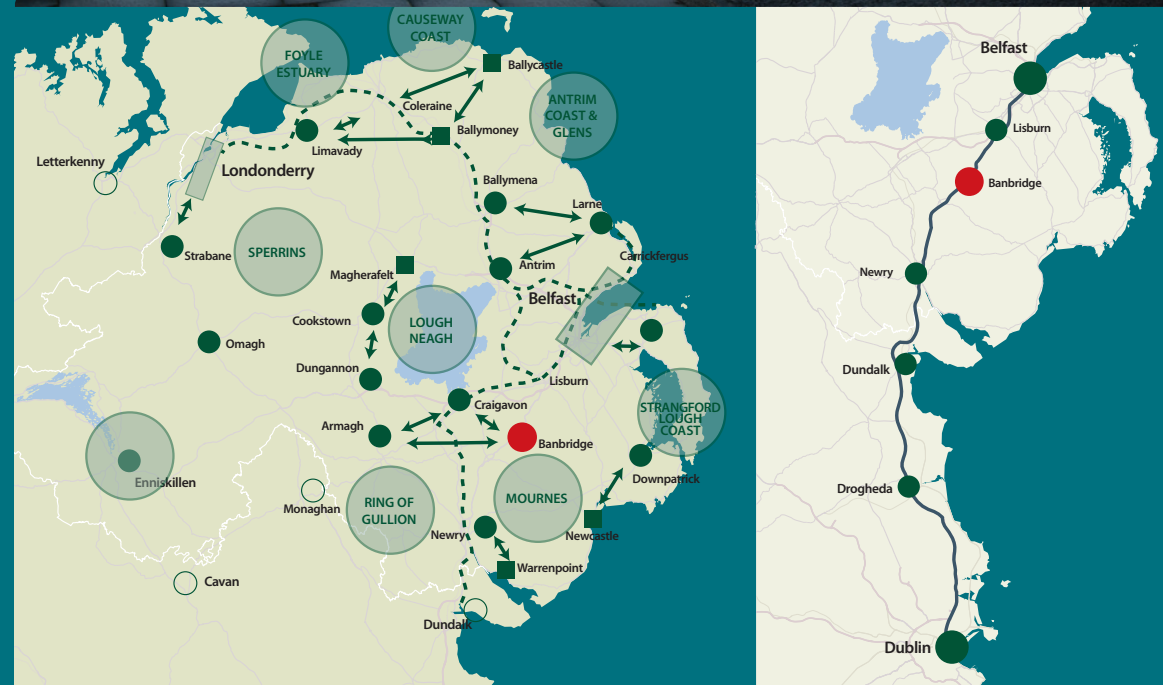 CAUSEWAY
COAST
FOYLE
ESTUARY
Ballycastle
ANTRIM
COAST &
GLENS
Coleraine
Ballymoney
Limavady
Letterkenny
Londonderry
Ballymena
Larne
Strabane
SPERRINS
Carrickfergus
Antrim
Magherafelt
Belfast
Cookstown
LOUGH
NEAGH
Omagh
Dungannon
Lisburn
Craigavon
STRANGFORD
LOUGH
COAST
Armagh
Banbridge
Enniskillen
Downpatrick
Monaghan
RING OF
GULLION
MOURNES
Newry
Newcastle
Warrenpoint
Cavan
Dundalk
Belfast
Lisburn
Banbridge
Newry
Dundalk
Drogheda
Dublin